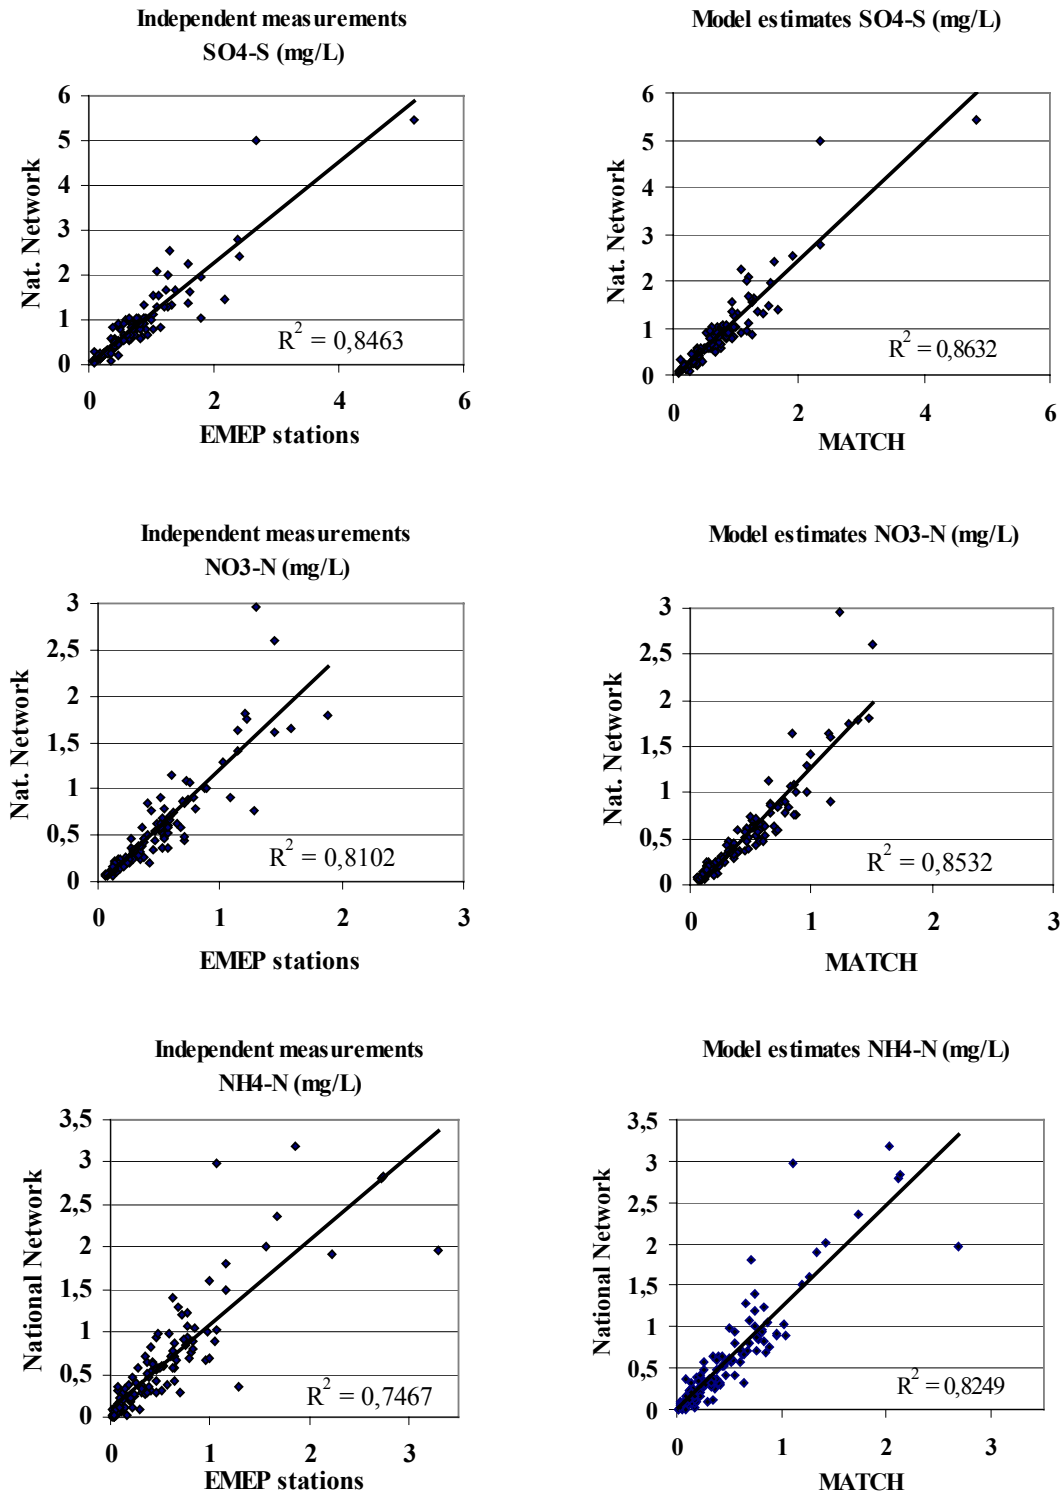 Independent measurements
SO4-S (mg/L)
Nat. Network
6
5
4
3
2
1
0
R² = 0,8463
0 2 4 6
EMEP stations
Model estimates SO4-S (mg/L)
Nat. Network
6
5
4
3
2
1
0
R² = 0,8632
0 2 4 6
MATCH
Independent measurements
NO3-N (mg/L)
Nat. Network
3
2,5
2
1,5
1
0,5
0
R² = 0,8102
0 1 2 3
EMEP stations
Model estimates NO3-N (mg/L)
Nat. Network
3
2,5
2
1,5
1
0,5
0
R² = 0,8532
0 1 2 3
MATCH
Independent measurements
NH4-N (mg/L)
National Network
3,5
3
2,5
2
1,5
1
0,5
0
R² = 0,7467
0 1 2 3
EMEP stations
Model estimates NH4-N (mg/L)
National Network
3,5
3
2,5
2
1,5
1
0,5
0
R² = 0,8249
0 1 2 3
MATCH